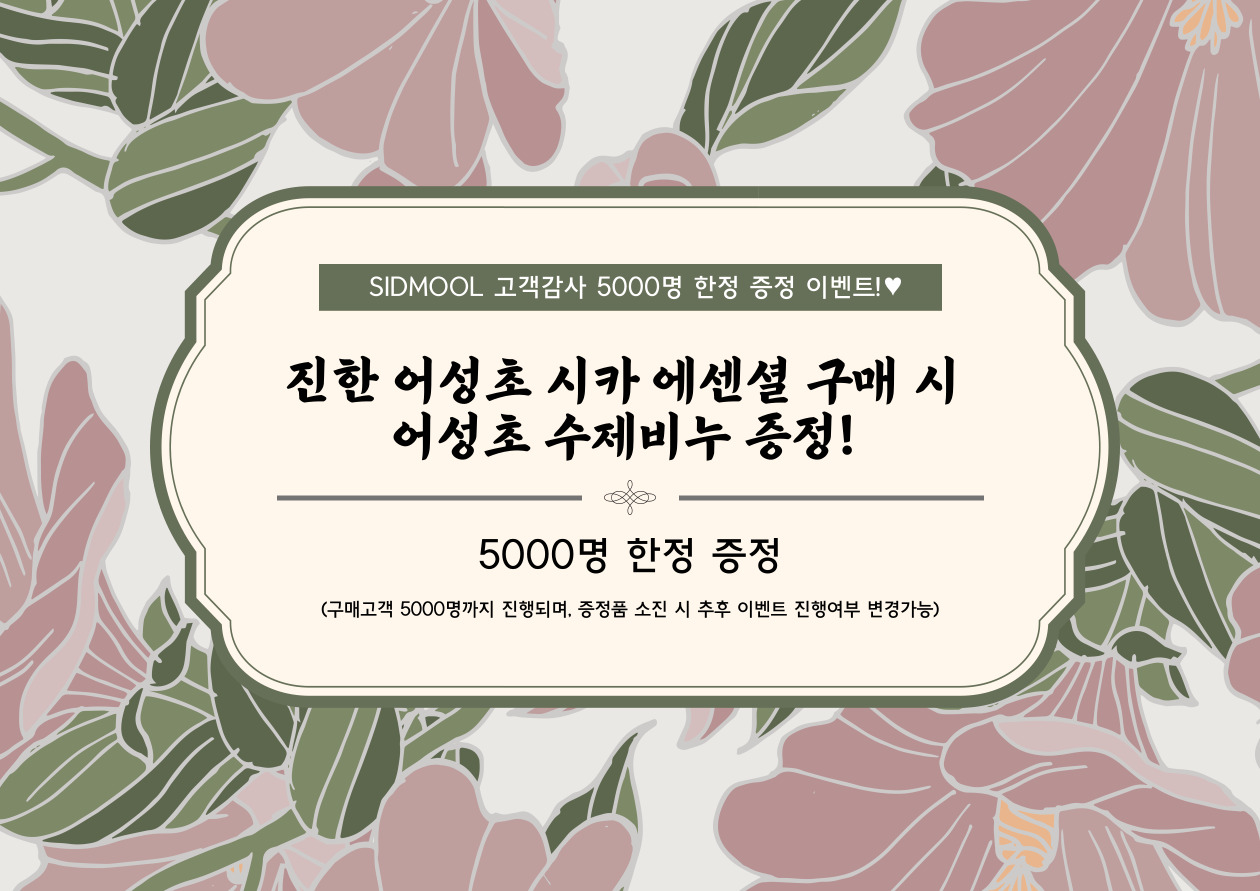 SIDMOOL 고객감사 5000명 한정 증정 이벤트!♥
진한 어성초 시카 에센셜 구매 시
어성초 수제비누 증정!
5000명 한정 증정
(구매고객 5000명까지 진행되며, 증정품 소진 시 추후 이벤트 진행여부 변경가능)